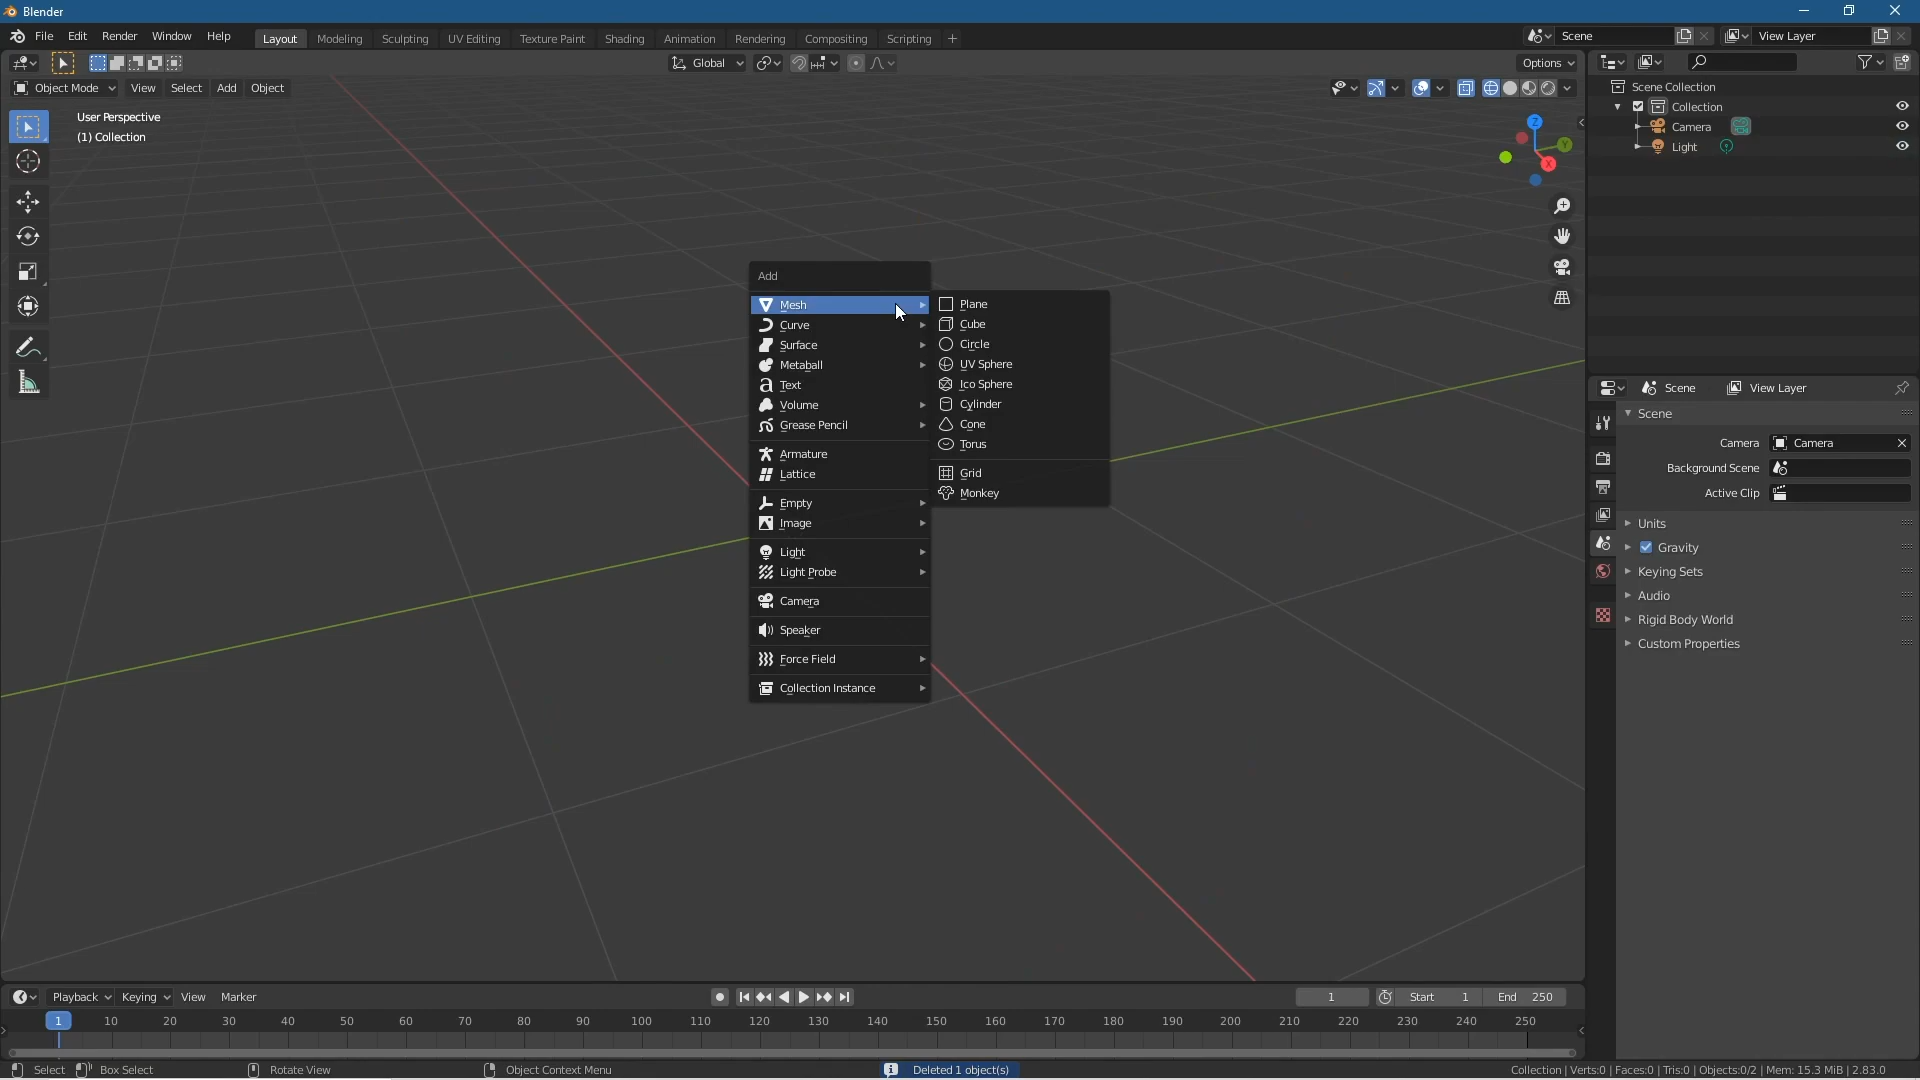 Blender
File Edit Render Window Help Layout Modeling Sculpting UV Editing Texture Paint Shading Animation Rendering Compositing Scripting + Scene View Layer
Global Options
Object Mode View Select Add Object
User Perspective
(1) Collection
Z
Y
X
Scene Collection
Collection
Camera
Light
Add
Mesh
Curve
Surface
Metaball
Text
Volume
Grease Pencil
Armature
Lattice
Empty
Image
Light
Light Probe
Camera
Speaker
Force Field
Collection Instance
Plane
Cube
Circle
UV Sphere
Ico Sphere
Cylinder
Cone
Torus
Grid
Monkey
Scene View Layer
Scene
Camera Camera
Background Scene
Active Clip
Units
Gravity
Keying Sets
Audio
Rigid Body World
Custom Properties
Playback Keying View Marker 1 Start 1 End 250
1 10 20 30 40 50 60 70 80 90 100 110 120 130 140 150 160 170 180 190 200 210 220 230 240 250
Select Box Select Rotate View Object Context Menu Deleted 1 object(s) Collection | Verts:0 | Faces:0 | Tris:0 | Objects:0/2 | Mem: 15.3 MiB | 2.83.0